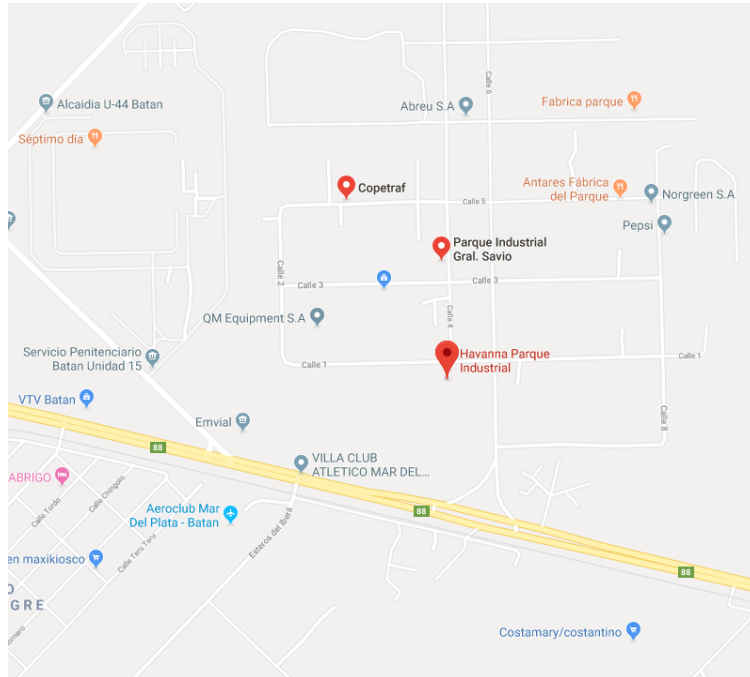 Alcaidia U-44 Batan
Séptimo día
Abreu S.A
Calle 6
Fabrica parque
Copetraf
Calle 5
Antares Fábrica
del Parque
Norgreen S.A
Pepsi
Parque Industrial
Gral. Savio
Calle 2
Calle 3
Calle 3
QM Equipment S.A
Calle 4
Servicio Penitenciario
Batan Unidad 15
Havanna Parque
Industrial
Calle 1
Calle 1
VTV Batan
Emvial
Calle 8
88
VILLA CLUB
ATLETICO MAR DEL...
ABRIGO
Calle Chingolo
Calle Tordo
Aeroclub Mar
Del Plata - Batan
88
Esteros del Iberá
Calle Teru Teru
en maxikiosco
88
O
GRE
Costamary/costantino